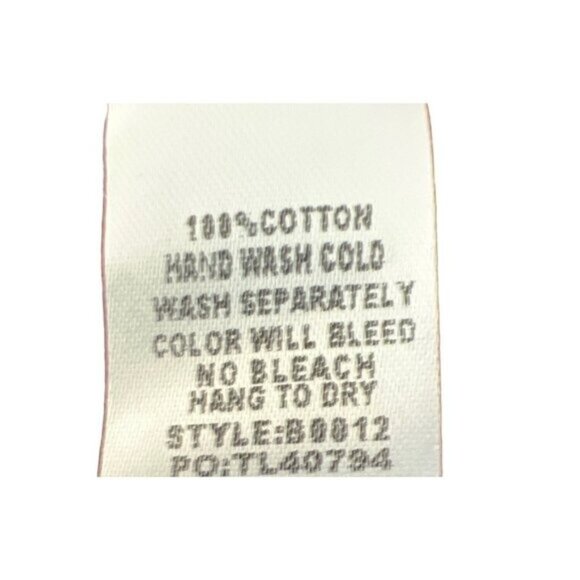 100%COTTON
HAND WASH COLD
WASH SEPARATELY
COLOR WILL BLEED
NO BLEACH
HANG TO DRY
STYLE:B0012
PO:TL40794